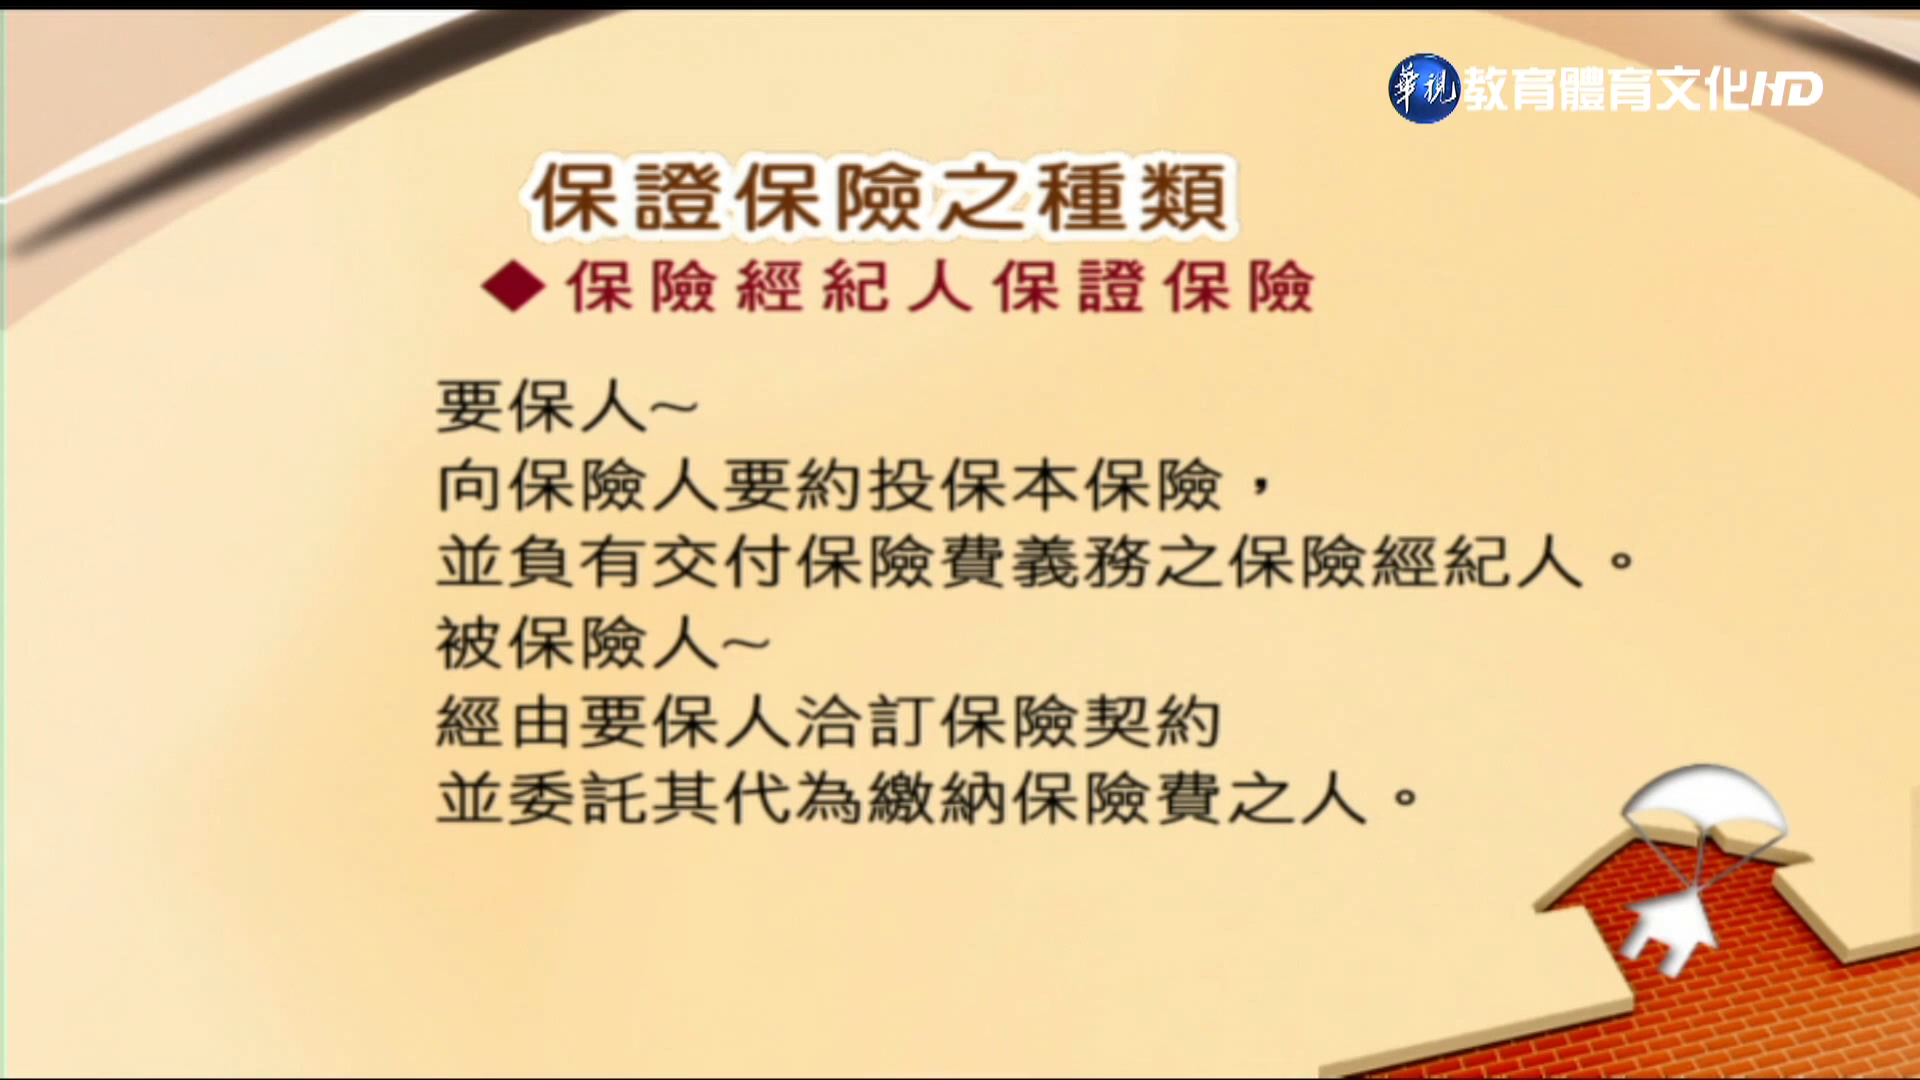 華視 教育體育文化HD
保證保險之種類
◆保險經紀人保證保險
要保人~
向保險人要約投保本保險，
並負有交付保險費義務之保險經紀人。
被保險人~
經由要保人洽訂保險契約
並委託其代為繳納保險費之人。